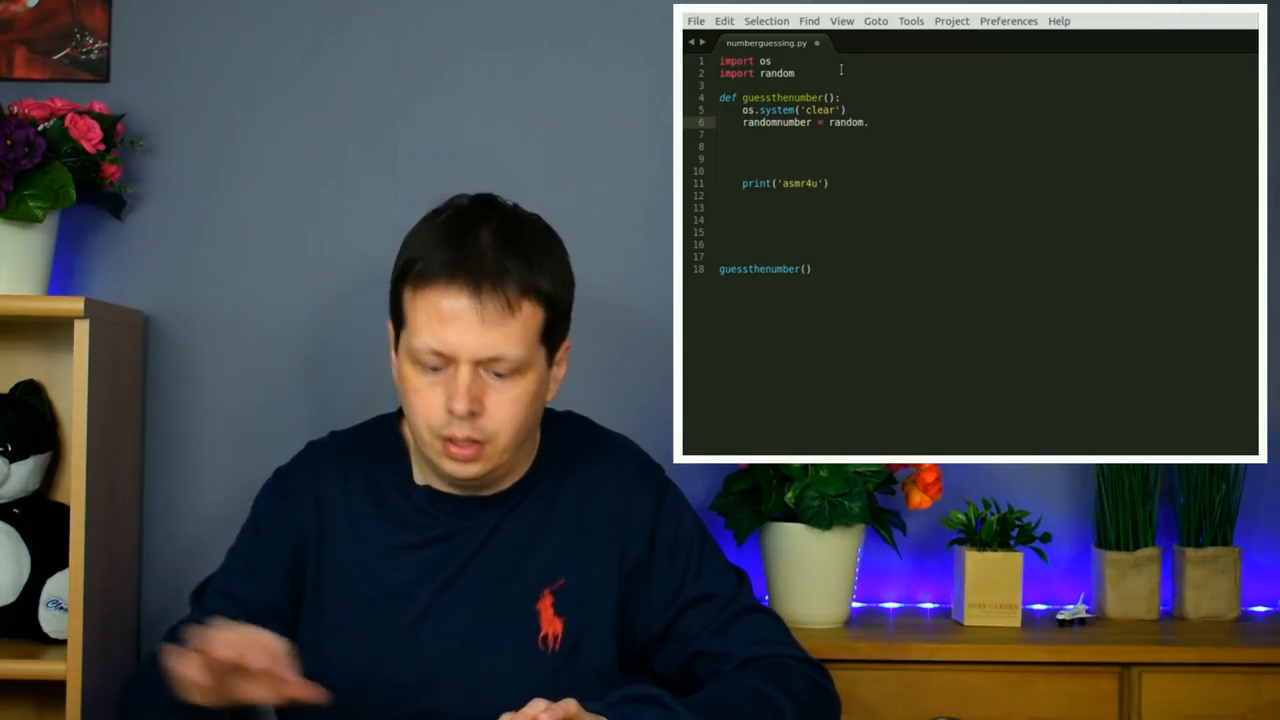 File Edit Selection Find View Goto Tools Project Preferences Help
numberguessing.py
1 import os
2 import random
3
4 def guessthenumber():
5 os.system('clear')
6 randomnumber = random.
7
8
9
10
11 print('asmr4u')
12
13
14
15
16
17
18 guessthenumber()